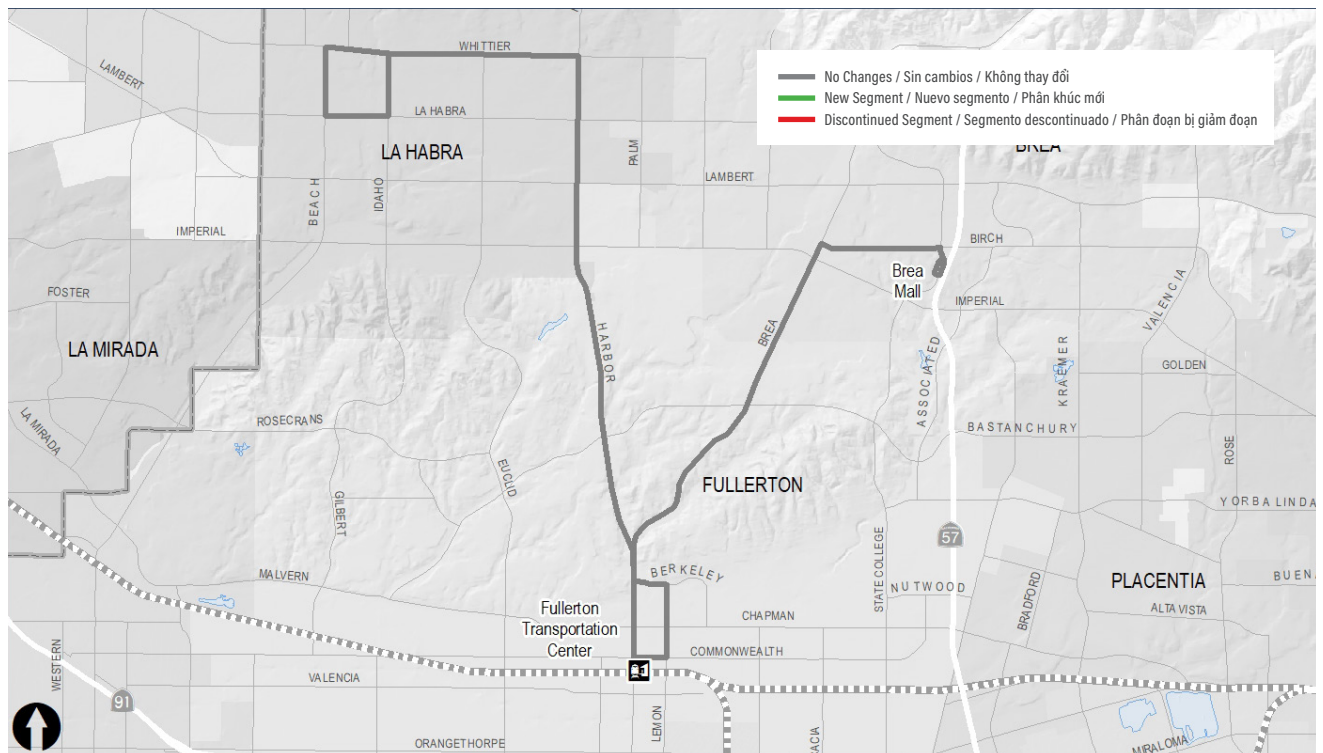 WHITTIER
LAMBERT
No Changes / Sin cambios / Không thay đổi
New Segment / Nuevo segmento / Phân khúc mới
Discontinued Segment / Segmento descontinuado / Phân đoạn bị giảm đoạn
LA HABRA
LA HABRA
PALM
BREA
LAMBERT
BEACH
IDAHO
IMPERIAL
BIRCH
Brea
Mall
FOSTER
IMPERIAL
VALENCIA
LA MIRADA
HARBOR
BREA
ASSOCIATED
KRAEMER
GOLDEN
LA MIRADA
ROSECRANS
BASTANCHURY
ROSE
EUCLID
FULLERTON
GILBERT
YORBA LINDA
57
STATE COLLEGE
MALVERN
BERKELEY
NUTWOOD
BRADFORD
PLACENTIA
BUENA
Fullerton
Transportation
Center
CHAPMAN
ALTA VISTA
WESTERN
COMMONWEALTH
VALENCIA
91
LEMON
ORANGETHORPE
ACACIA
MIRALOMA